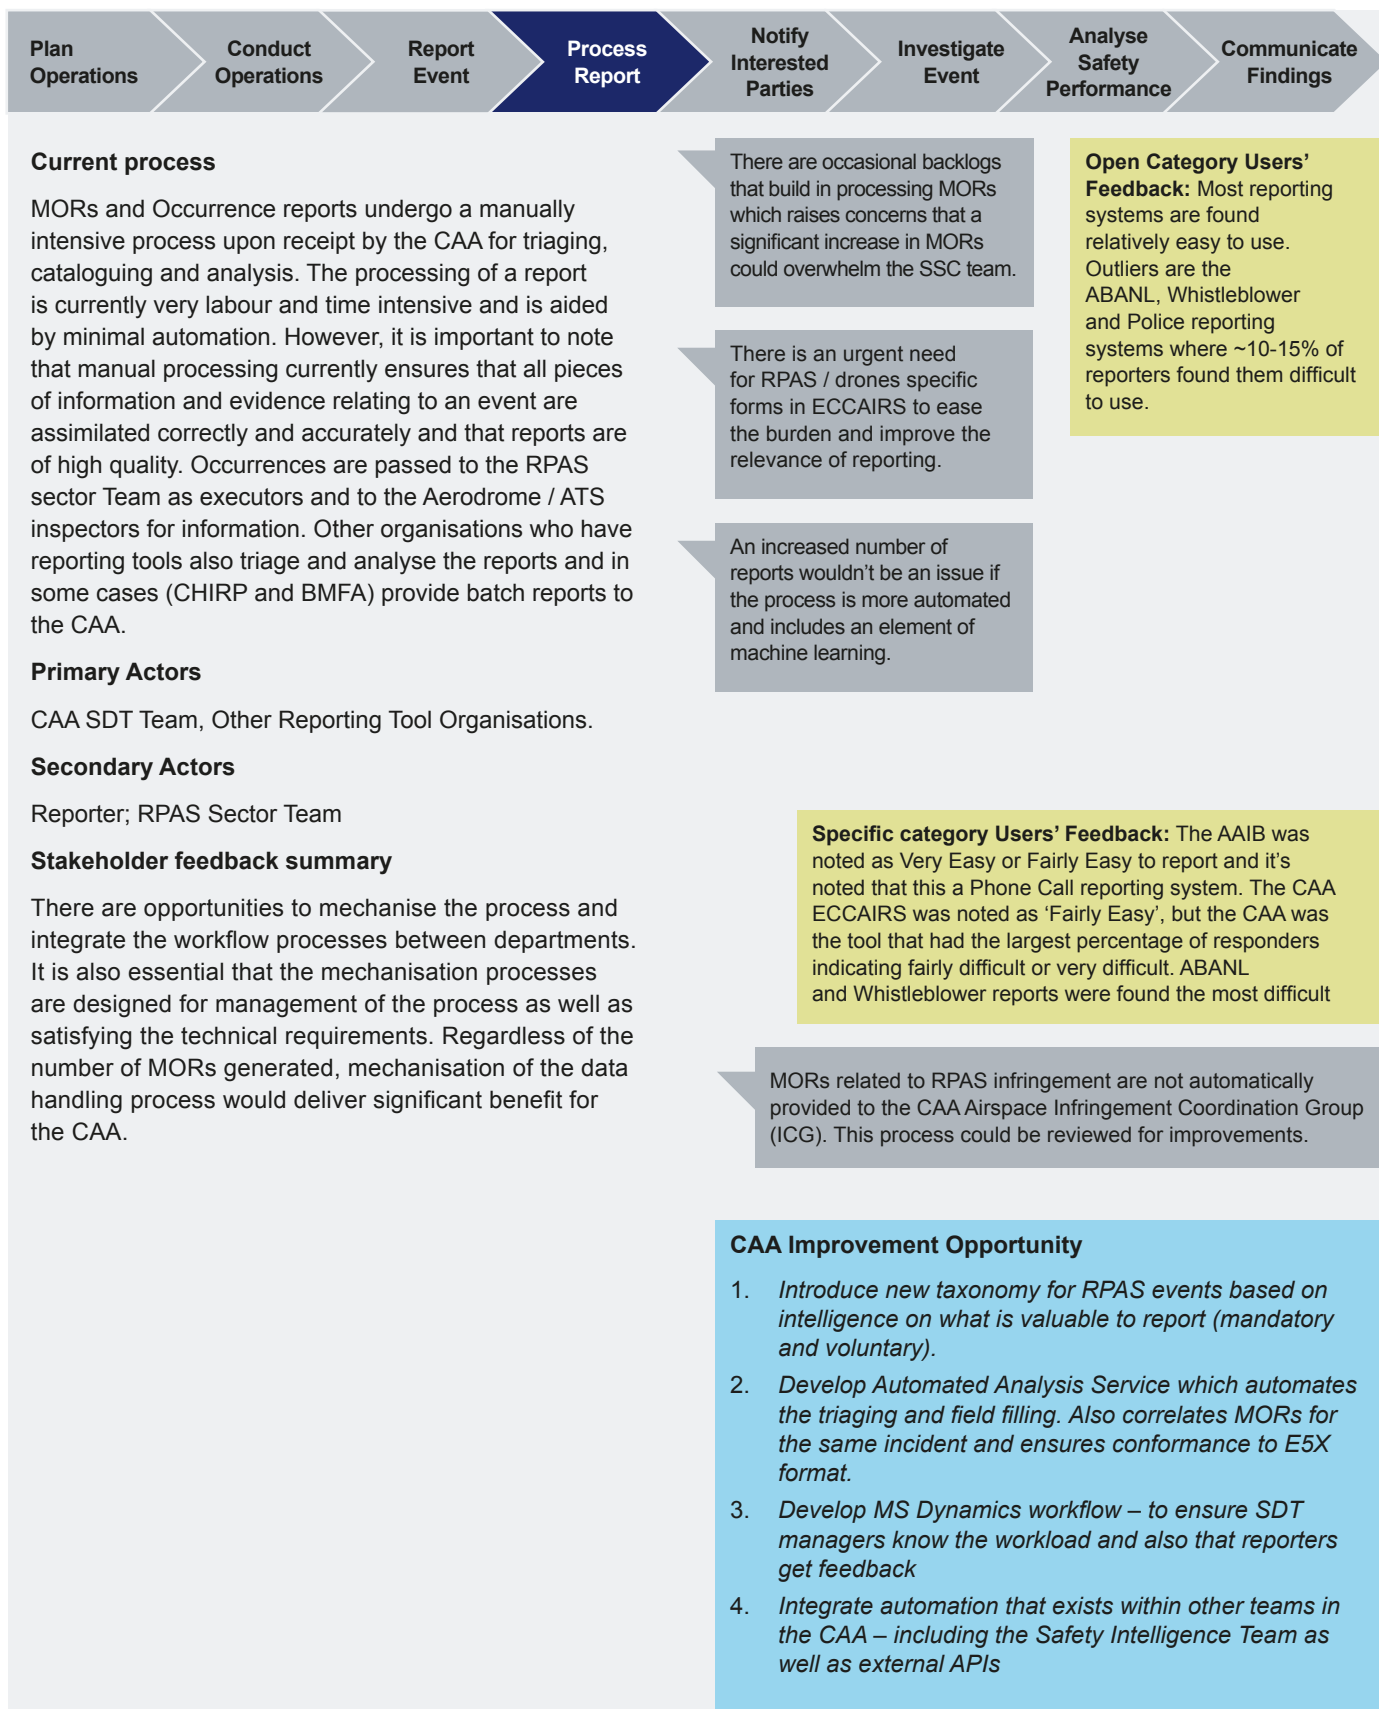 Plan
Operations
Conduct
Operations
Report
Event
Process
Report
Notify
Interested
Parties
Investigate
Event
Analyse
Safety
Performance
Communicate
Findings
Current process
MORs and Occurrence reports undergo a manually
intensive process upon receipt by the CAA for triaging,
cataloguing and analysis. The processing of a report
is currently very labour and time intensive and is aided
by minimal automation. However, it is important to note
that manual processing currently ensures that all pieces
of information and evidence relating to an event are
assimilated correctly and accurately and that reports are
of high quality. Occurrences are passed to the RPAS
sector Team as executors and to the Aerodrome / ATS
inspectors for information. Other organisations who have
reporting tools also triage and analyse the reports and in
some cases (CHIRP and BMFA) provide batch reports to
the CAA.
Primary Actors
CAA SDT Team, Other Reporting Tool Organisations.
Secondary Actors
Reporter; RPAS Sector Team
Stakeholder feedback summary
There are opportunities to mechanise the process and
integrate the workflow processes between departments.
It is also essential that the mechanisation processes
are designed for management of the process as well as
satisfying the technical requirements. Regardless of the
number of MORs generated, mechanisation of the data
handling process would deliver significant benefit for
the CAA.
There are occasional backlogs
that build in processing MORs
which raises concerns that a
significant increase in MORs
could overwhelm the SSC team.
There is an urgent need
for RPAS / drones specific
forms in ECCAIRS to ease
the burden and improve the
relevance of reporting.
An increased number of
reports wouldn't be an issue if
the process is more automated
and includes an element of
machine learning.
Open Category Users'
Feedback: Most reporting
systems are found
relatively easy to use.
Outliers are the
ABANL, Whistleblower
and Police reporting
systems where ~10-15% of
reporters found them difficult
to use.
Specific category Users' Feedback: The AAIB was
noted as Very Easy or Fairly Easy to report and it's
noted that this a Phone Call reporting system. The CAA
ECCAIRS was noted as 'Fairly Easy', but the CAA was
the tool that had the largest percentage of responders
indicating fairly difficult or very difficult. ABANL
and Whistleblower reports were found the most difficult
MORs related to RPAS infringement are not automatically
provided to the CAA Airspace Infringement Coordination Group
(ICG). This process could be reviewed for improvements.
CAA Improvement Opportunity
1. Introduce new taxonomy for RPAS events based on
intelligence on what is valuable to report (mandatory
and voluntary).
2. Develop Automated Analysis Service which automates
the triaging and field filling. Also correlates MORs for
the same incident and ensures conformance to E5X
format.
3. Develop MS Dynamics workflow – to ensure SDT
managers know the workload and also that reporters
get feedback
4. Integrate automation that exists within other teams in
the CAA – including the Safety Intelligence Team as
well as external APIs